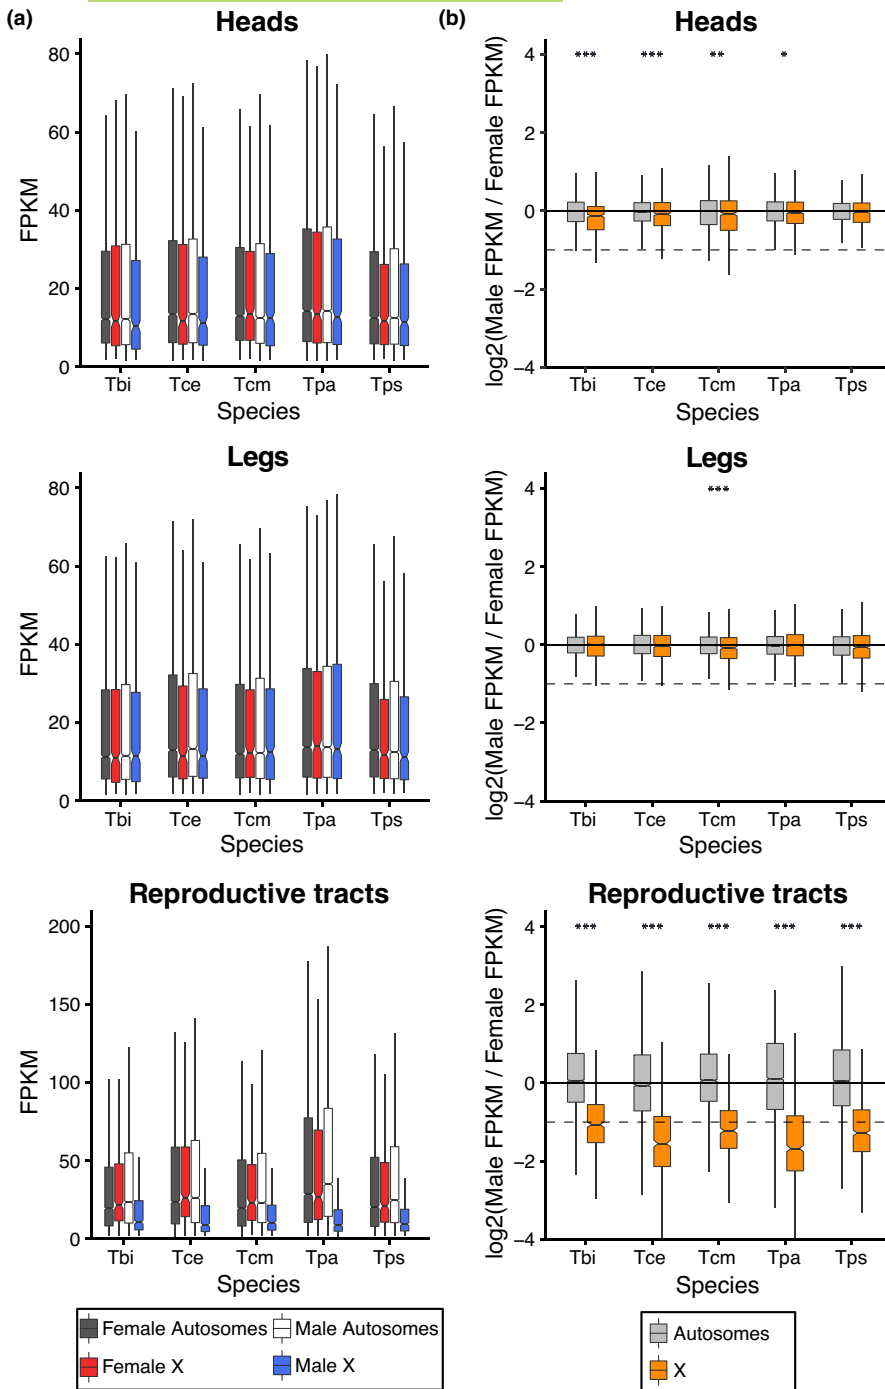 (a)
Heads
80
60
40
20
0
FPKM
Tbi Tce Tcm Tpa Tps
Species
(b)
Heads
*** *** ** *
4
2
0
−2
−4
log2(Male FPKM / Female FPKM)
Tbi Tce Tcm Tpa Tps
Species
Legs
80
60
40
20
0
FPKM
Tbi Tce Tcm Tpa Tps
Species
Legs
***
4
2
0
−2
−4
log2(Male FPKM / Female FPKM)
Tbi Tce Tcm Tpa Tps
Species
Reproductive tracts
200
150
100
50
0
FPKM
Tbi Tce Tcm Tpa Tps
Species
Reproductive tracts
*** *** *** *** ***
4
2
0
−2
−4
log2(Male FPKM / Female FPKM)
Tbi Tce Tcm Tpa Tps
Species
Female Autosomes Male Autosomes
Female X Male X
Autosomes
X